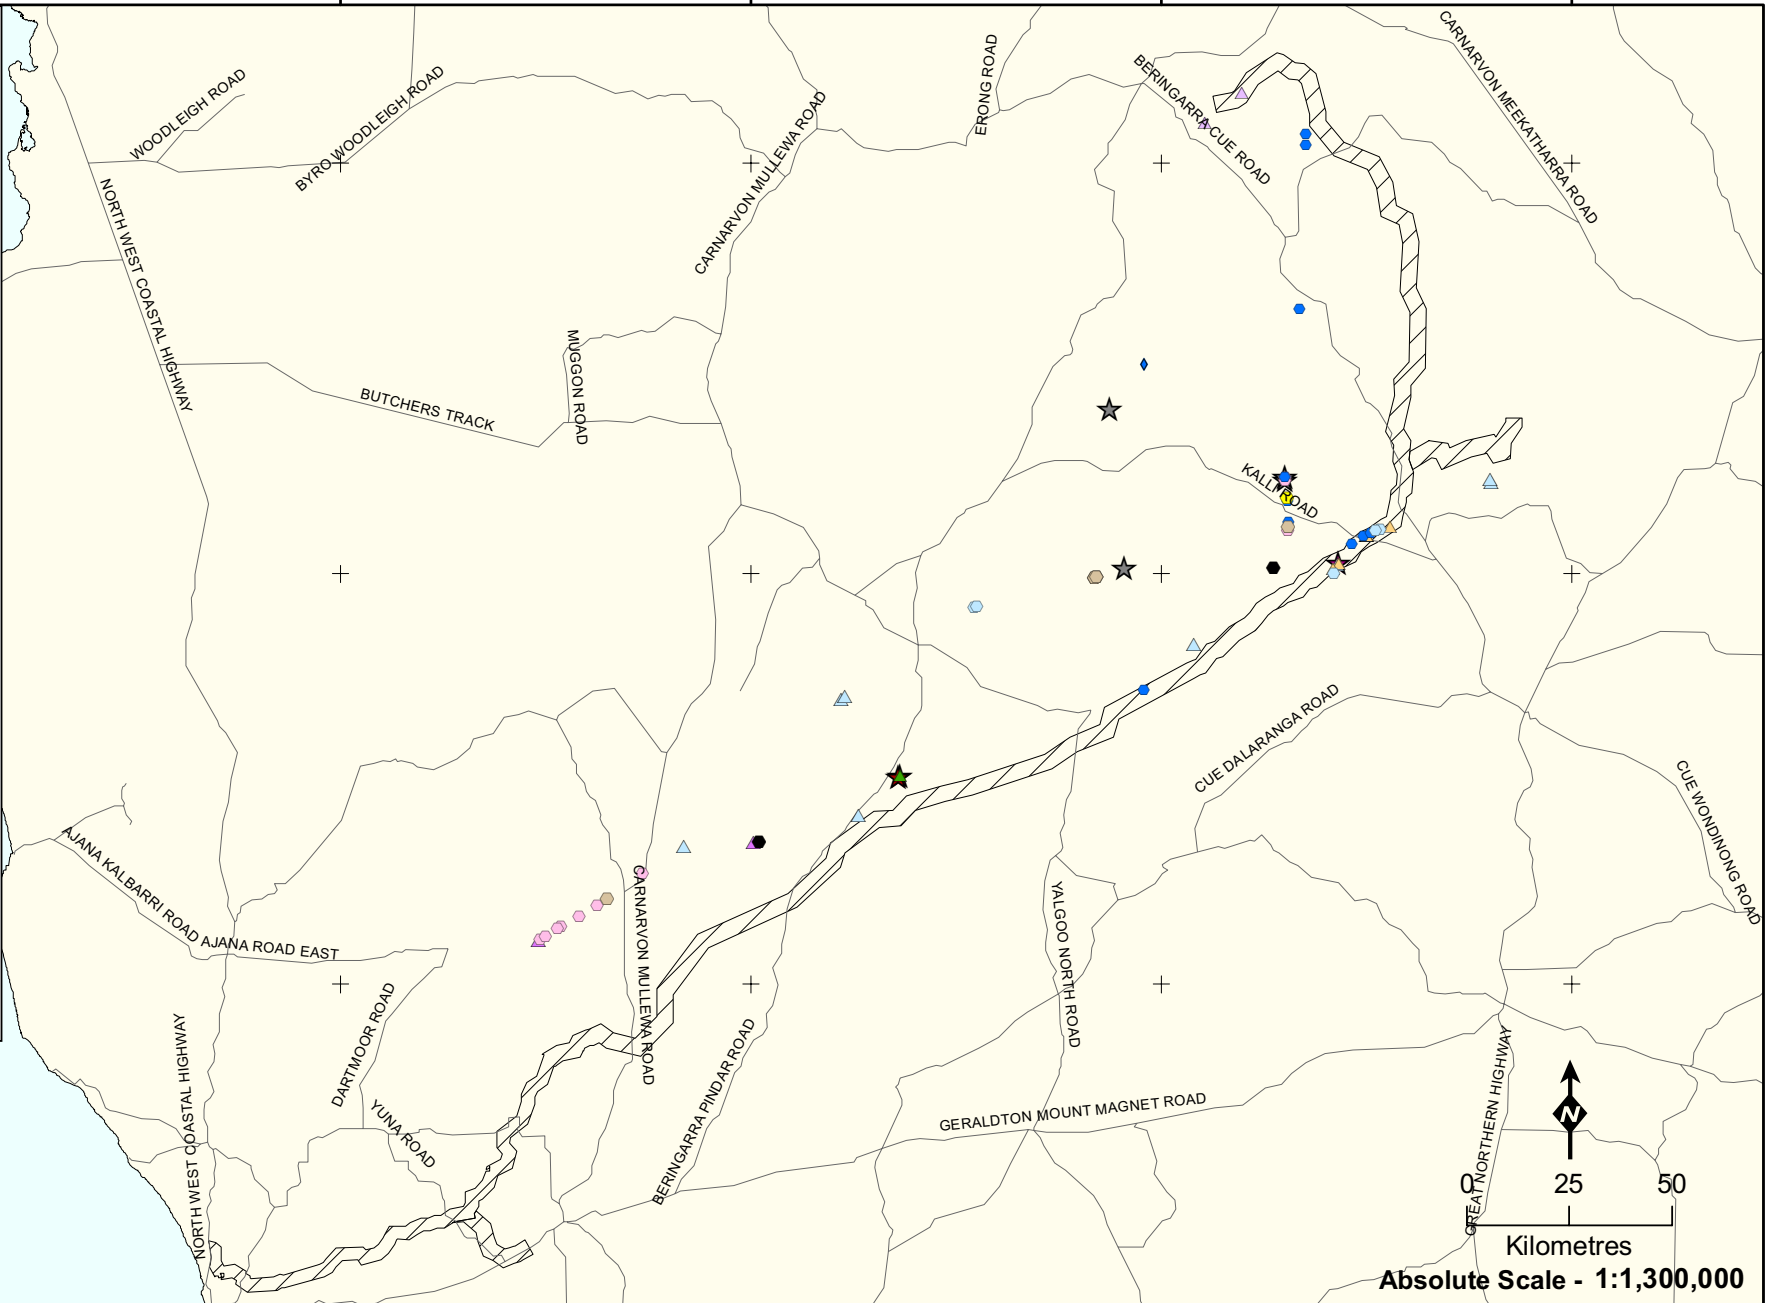 CARNARVON MEEKATHARRA ROAD
ERONG ROAD
BERINGARRA CUE ROAD
WOODLEIGH ROAD
BYRO WOODLEIGH ROAD
CARNARVON MULLEWA ROAD
NORTH WEST COASTAL HIGHWAY
MUGGON ROAD
BUTCHERS TRACK
KALLI ROAD
CUE DALARANGA ROAD
CUE WONDINONG ROAD
AJANA KALBARRI ROAD
AJANA ROAD EAST
CARNARVON MULLEWA ROAD
YALGOO NORTH ROAD
DARTMOOR ROAD
NORTH WEST COASTAL HIGHWAY
YUNA ROAD
BERINGARRA PINDAR ROAD
GERALDTON MOUNT MAGNET ROAD
GREAT NORTHERN HIGHWAY
N
0 25 50
Kilometres
Absolute Scale - 1:1,300,000